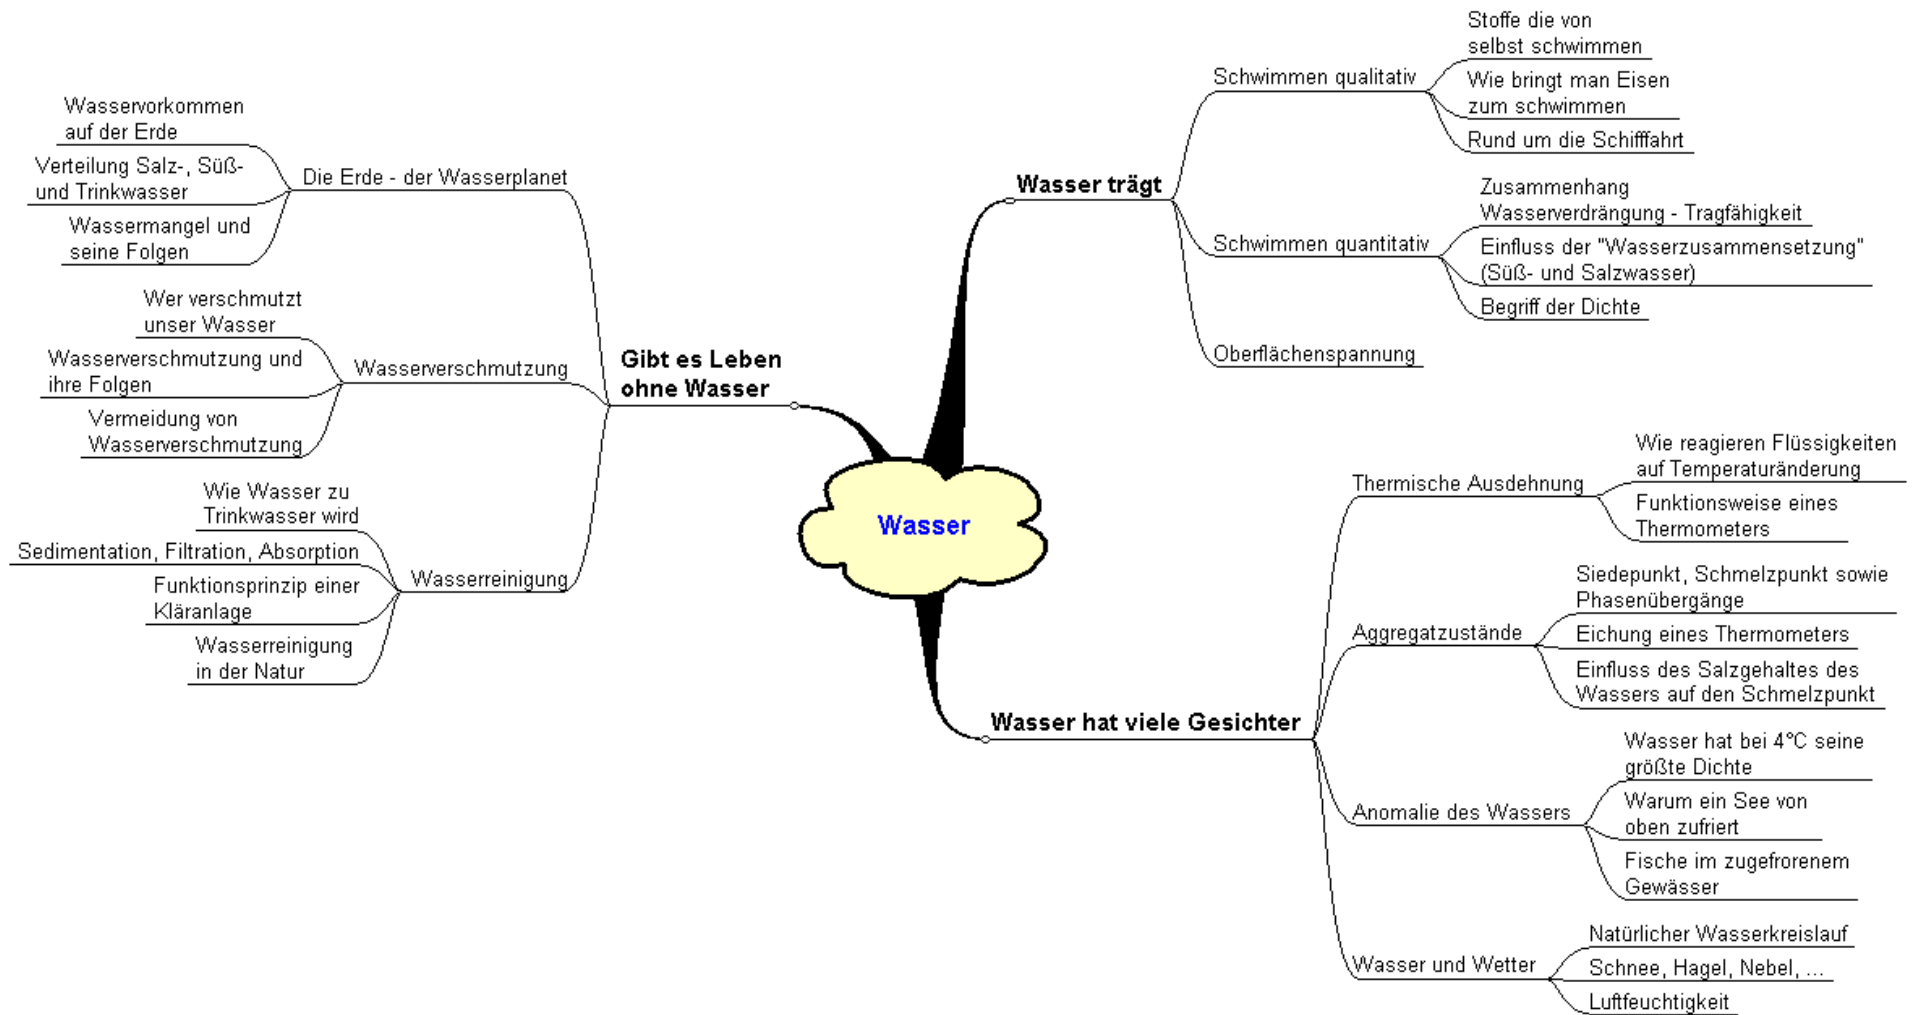 Wasser
Gibt es Leben
ohne Wasser
Die Erde - der Wasserplanet
Wasservorkommen
auf der Erde
Verteilung Salz-, Süß-
und Trinkwasser
Wassermangel und
seine Folgen
Wasserverschmutzung
Wer verschmutzt
unser Wasser
Wasserverschmutzung und
ihre Folgen
Vermeidung von
Wasserverschmutzung
Wasserreinigung
Wie Wasser zu
Trinkwasser wird
Sedimentation, Filtration, Absorption
Funktionsprinzip einer
Kläranlage
Wasserreinigung
in der Natur
Wasser trägt
Schwimmen qualitativ
Stoffe die von
selbst schwimmen
Wie bringt man Eisen
zum schwimmen
Rund um die Schifffahrt
Schwimmen quantitativ
Zusammenhang
Wasserverdrängung - Tragfähigkeit
Einfluss der "Wasserzusammensetzung"
(Süß- und Salzwasser)
Begriff der Dichte
Oberflächenspannung
Wasser hat viele Gesichter
Thermische Ausdehnung
Wie reagieren Flüssigkeiten
auf Temperaturänderung
Funktionsweise eines
Thermometers
Aggregatzustände
Siedepunkt, Schmelzpunkt sowie
Phasenübergänge
Eichung eines Thermometers
Einfluss des Salzgehaltes des
Wassers auf den Schmelzpunkt
Anomalie des Wassers
Wasser hat bei 4°C seine
größte Dichte
Warum ein See von
oben zufriert
Fische im zugefrorenem
Gewässer
Wasser und Wetter
Natürlicher Wasserkreislauf
Schnee, Hagel, Nebel, ...
Luftfeuchtigkeit